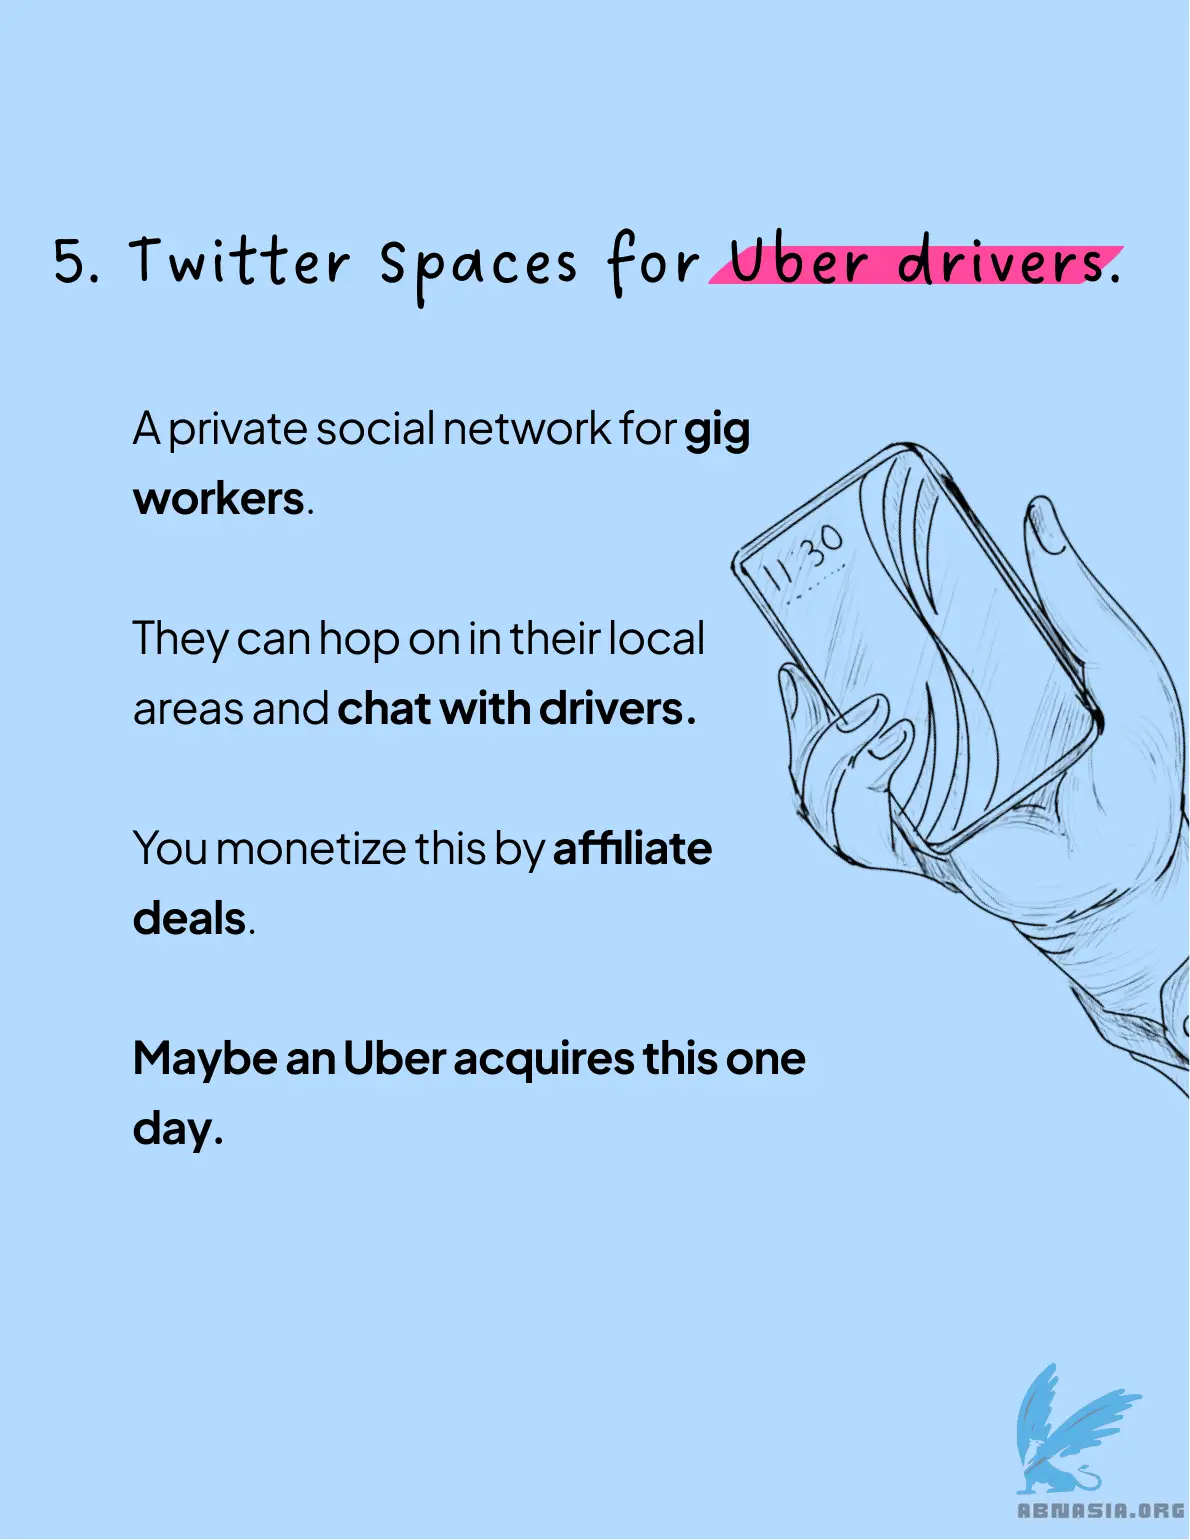 5. Twitter Spaces for Uber drivers.
A private social network for gig
workers.
They can hop on in their local
areas and chat with drivers.
You monetize this by affiliate
deals.
Maybe an Uber acquires this one
day.
11:30
ABNASIA.ORG